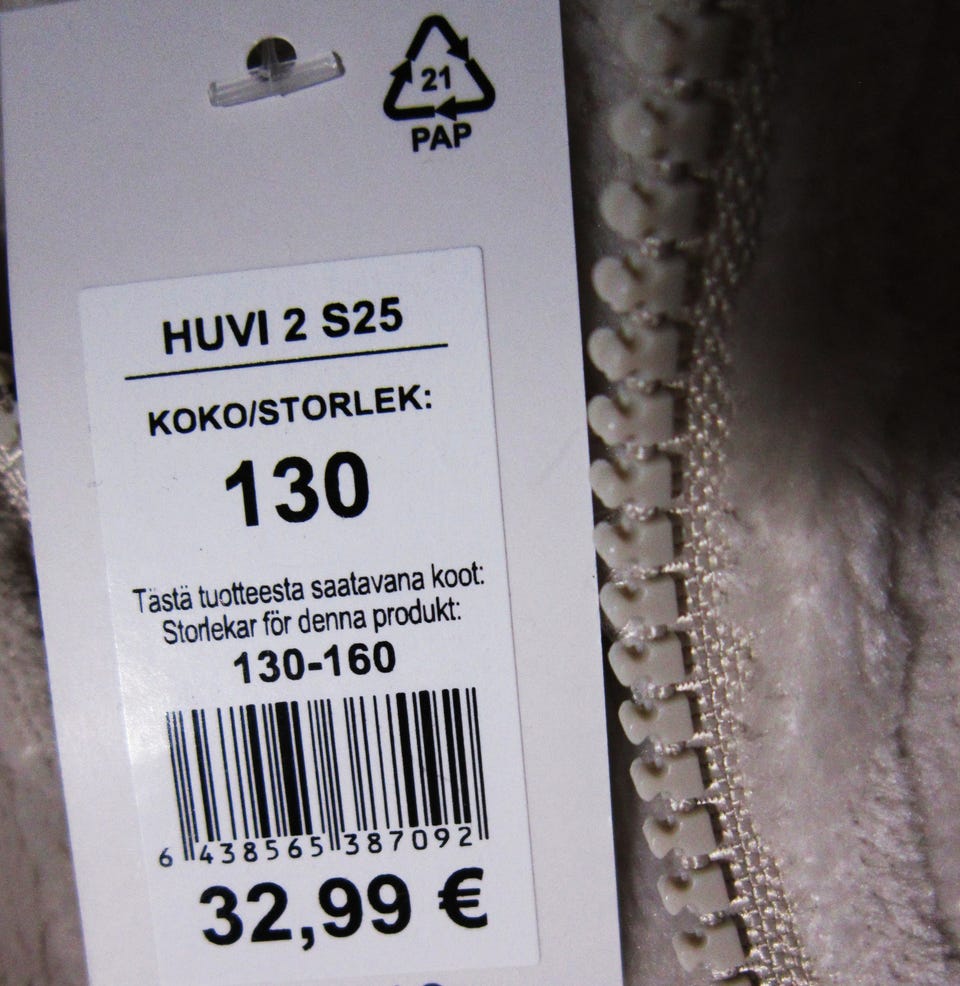 21
PAP
HUVI 2 S25
KOKO/STORLEK:
130
Tästä tuotteesta saatavana koot:
Storlekar för denna produkt:
130-160
6 438565 387092
32,99 €